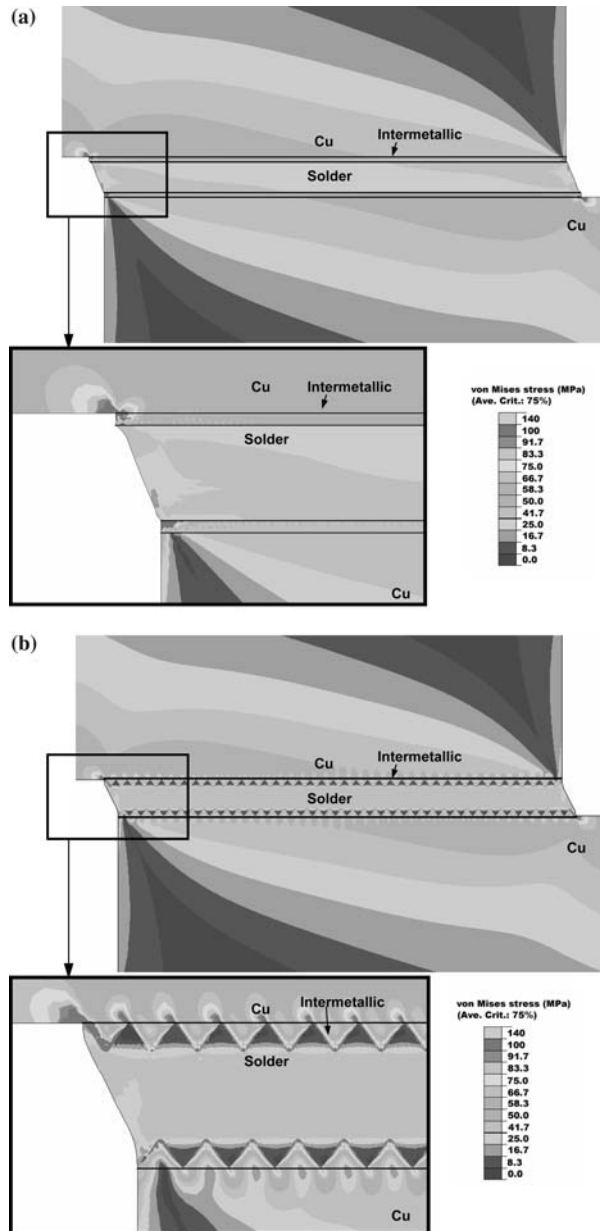 (a)
Cu
Intermetallic
Solder
Cu
Cu
Intermetallic
Solder
Cu
von Mises stress (MPa)
(Ave. Crit.: 75%)
140
100
91.7
83.3
75.0
66.7
58.3
50.0
41.7
25.0
16.7
8.3
0.0
(b)
Cu
Intermetallic
Solder
Cu
Cu
Intermetallic
Solder
Cu
von Mises stress (MPa)
(Ave. Crit.: 75%)
140
100
91.7
83.3
75.0
66.7
58.3
50.0
41.7
25.0
16.7
8.3
0.0